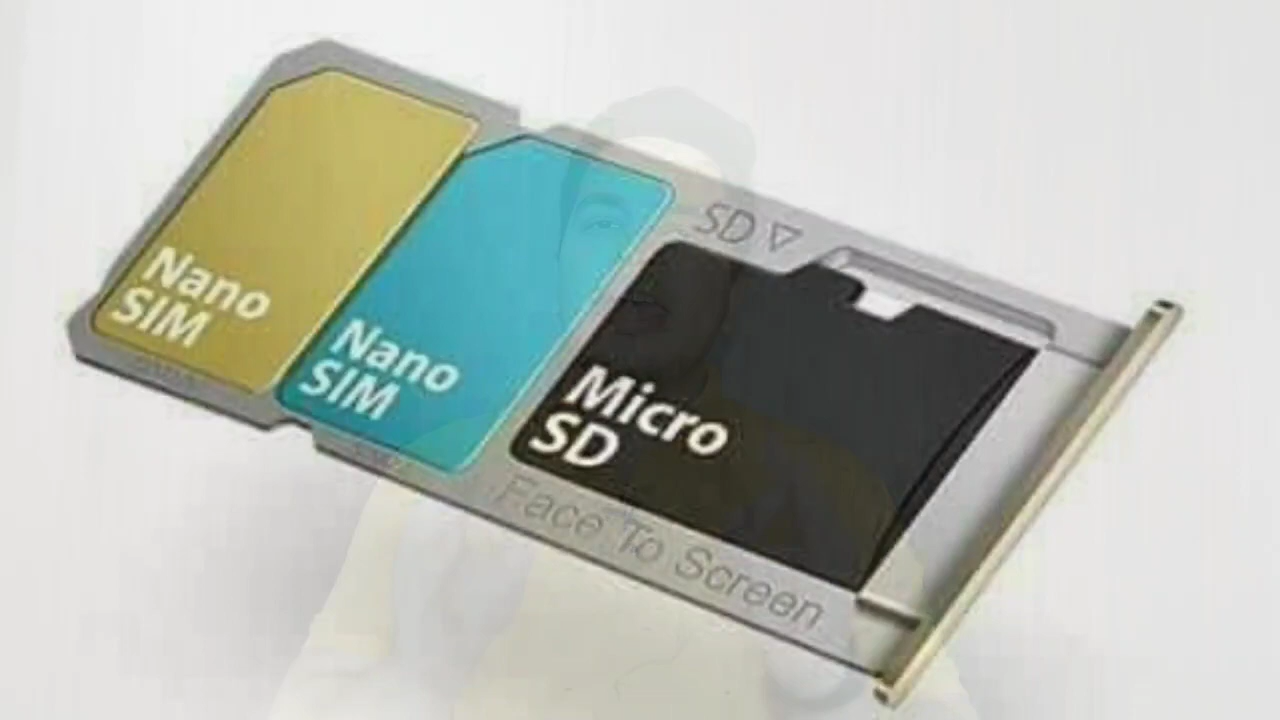 Nano
SIM
Nano
SIM
SD
Micro
SD
Face To Screen